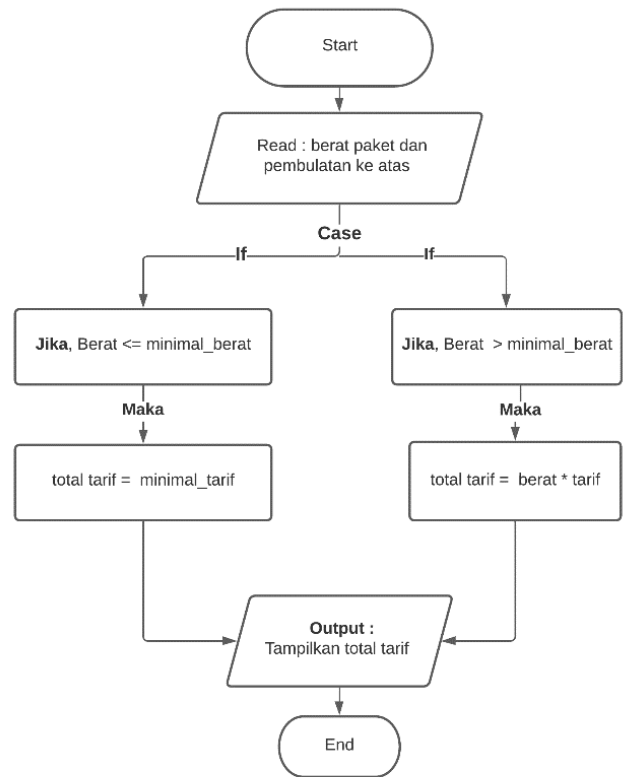 Start
Read : berat paket dan
pembulatan ke atas
Case
If
If
Jika, Berat <= minimal_berat
Jika, Berat > minimal_berat
Maka
Maka
total tarif = minimal_tarif
total tarif = berat * tarif
Output :
Tampilkan total tarif
End